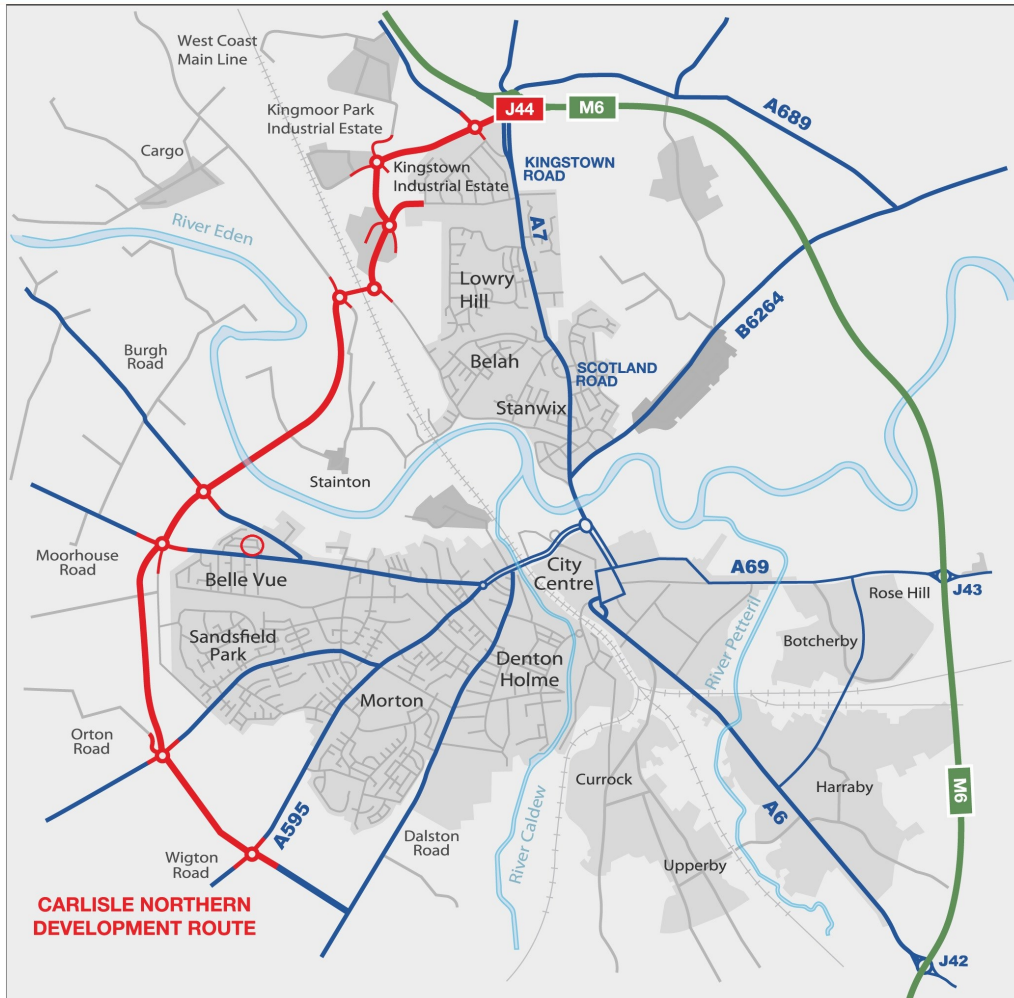 West Coast
Main Line
J44
M6
A689
Kingmoor Park
Industrial Estate
Cargo
Kingstown
Industrial Estate
KINGSTOWN
ROAD
River Eden
A7
Lowry
Hill
B6264
Burgh
Road
Belah
SCOTLAND
ROAD
Stanwix
Stainton
Moorhouse
Road
Belle Vue
City
Centre
A69
Rose Hill
J43
Sandsfield
Park
Botcherby
River Petteril
Denton
Holme
Morton
Orton
Road
Currock
Harraby
M6
A6
A595
Dalston
Road
River Caldew
Wigton
Road
Upperby
CARLISLE NORTHERN
DEVELOPMENT ROUTE
J42